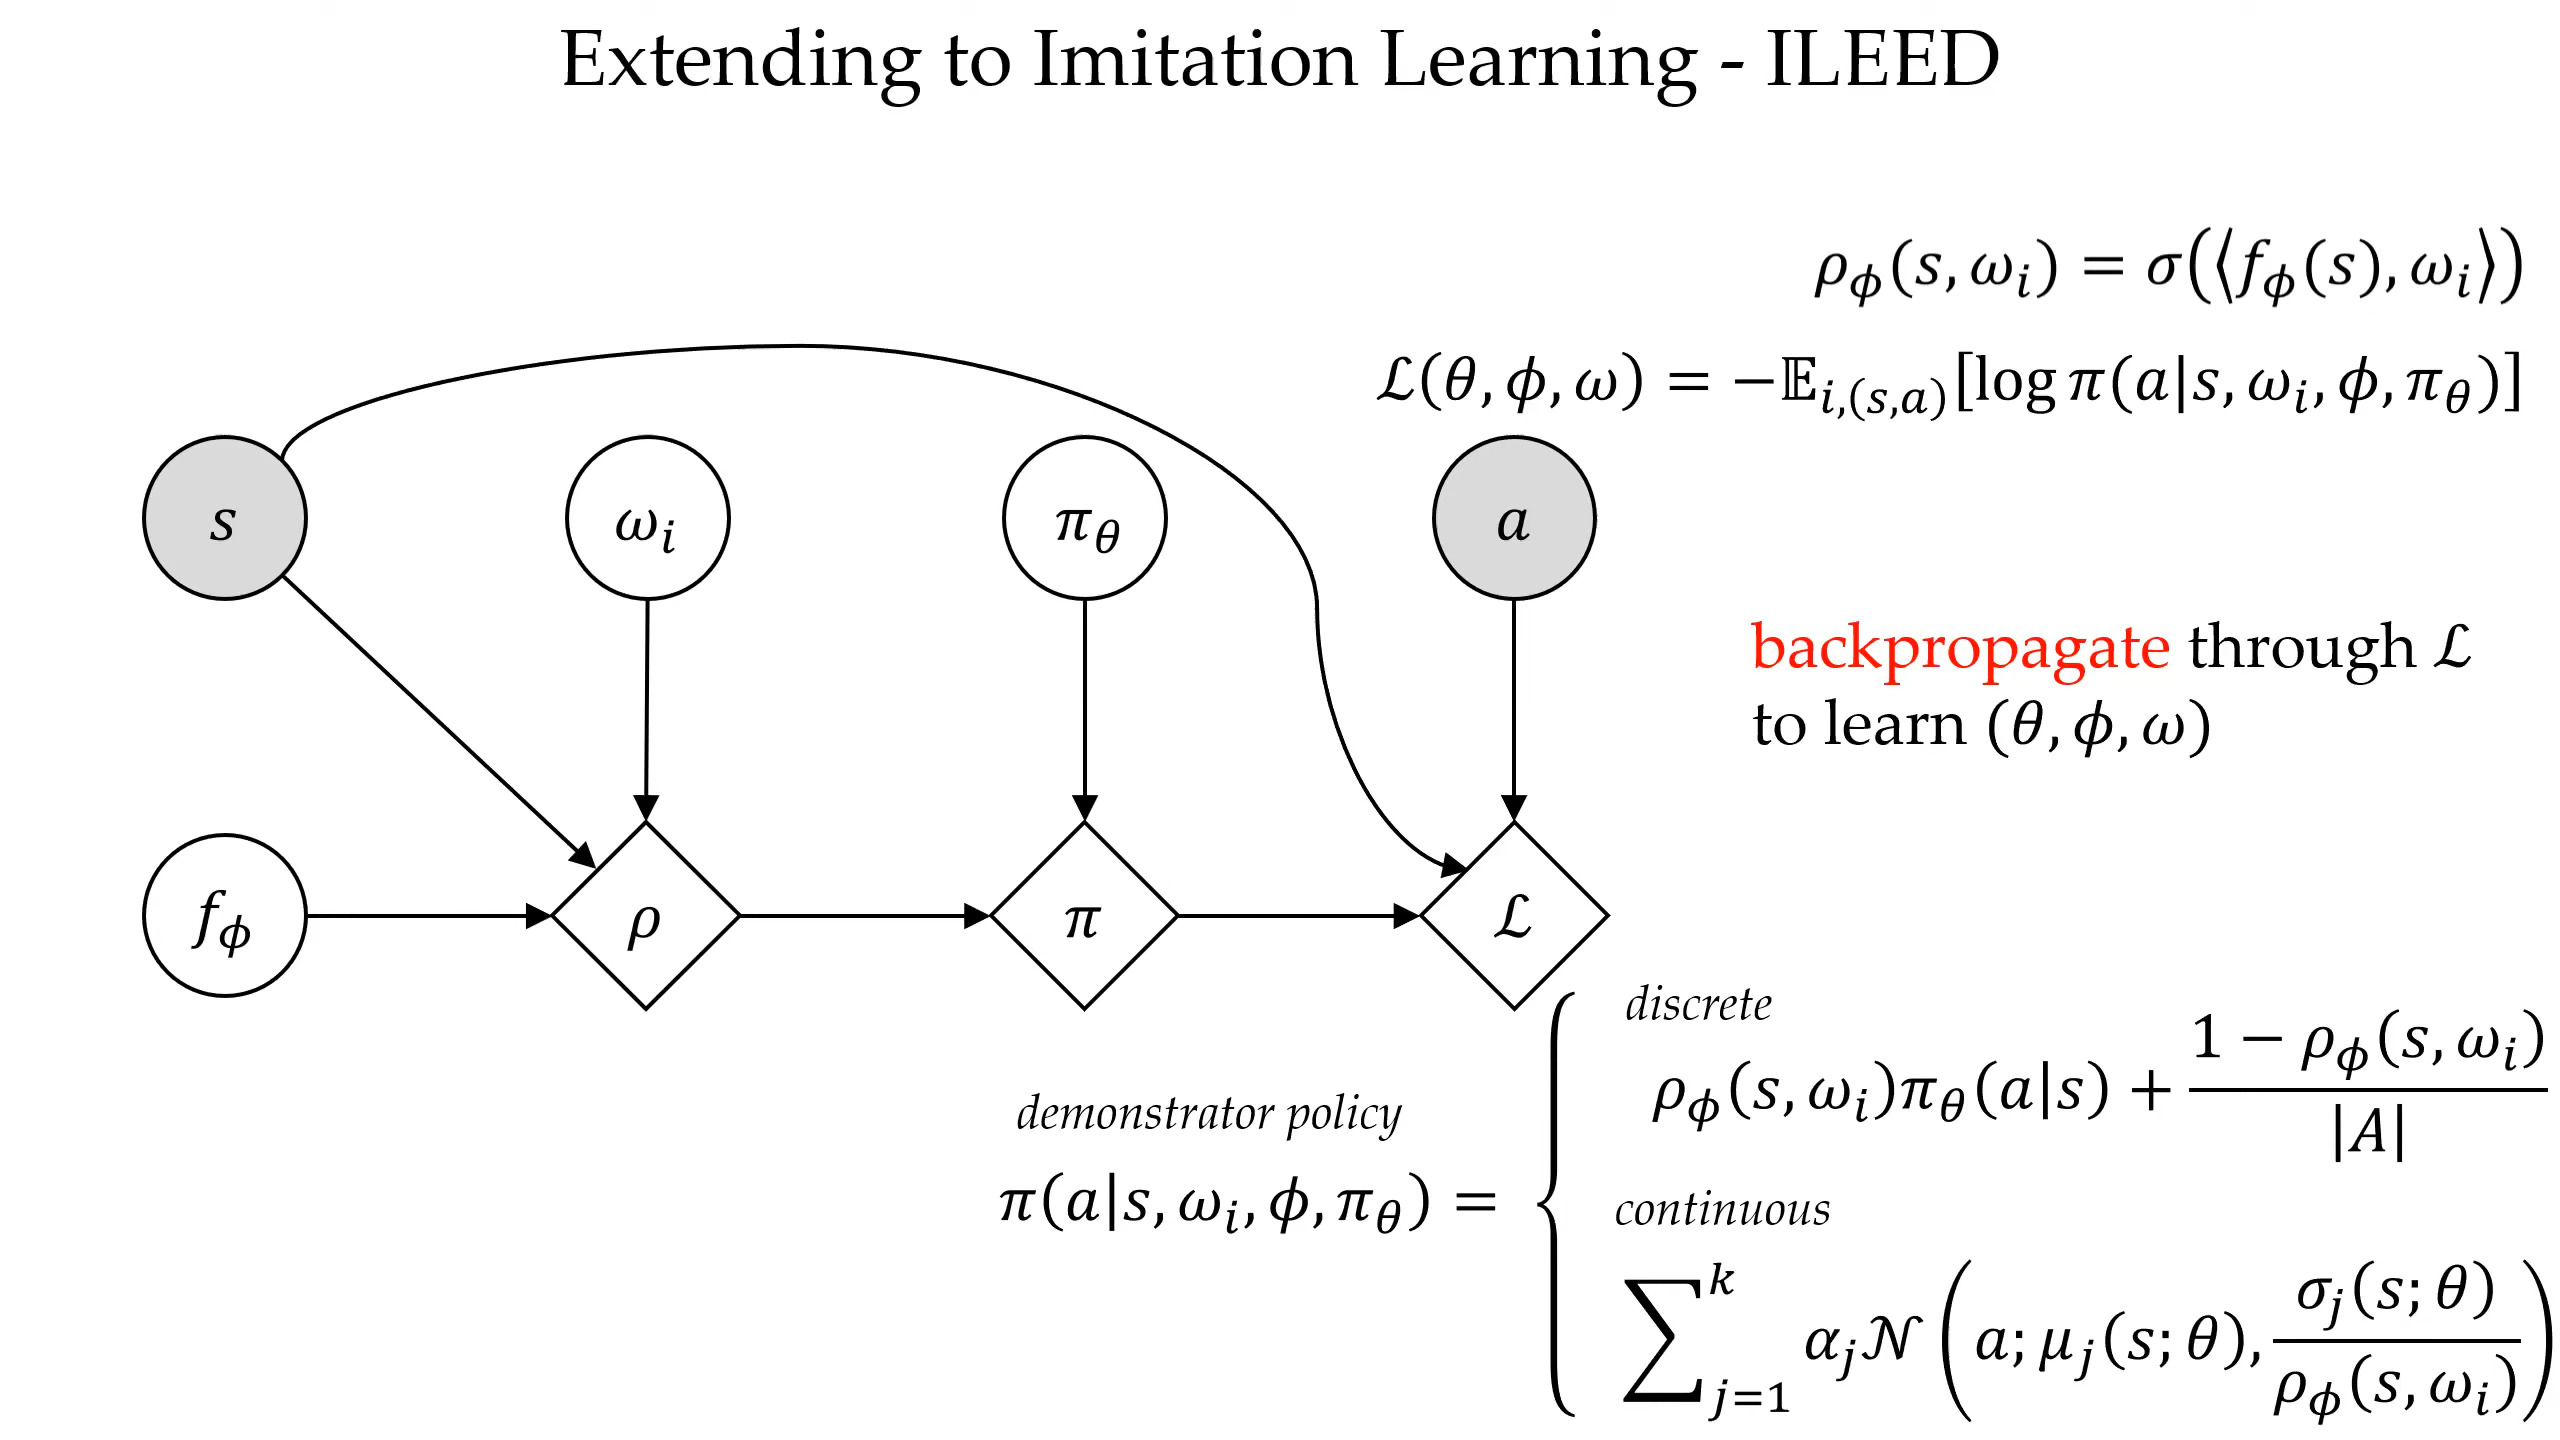 Extending to Imitation Learning - ILEED
ρ_ϕ(s, ω_i) = σ(⟨f_ϕ(s), ω_i⟩)
ℒ(θ, ϕ, ω) = −𝔼_{i,(s,a)}[log π(a|s, ω_i, ϕ, π_θ)]
s
ω_i
π_θ
a
backpropagate through ℒ
to learn (θ, ϕ, ω)
f_ϕ
ρ
π
ℒ
discrete
ρ_ϕ(s, ω_i)π_θ(a|s) + \frac{1 − ρ_ϕ(s, ω_i)}{|A|}
demonstrator policy
π(a|s, ω_i, ϕ, π_θ) =
continuous
∑_{j=1}^{k} α_j 𝒩(a; μ_j(s; θ), \frac{σ_j(s; θ)}{ρ_ϕ(s, ω_i)})